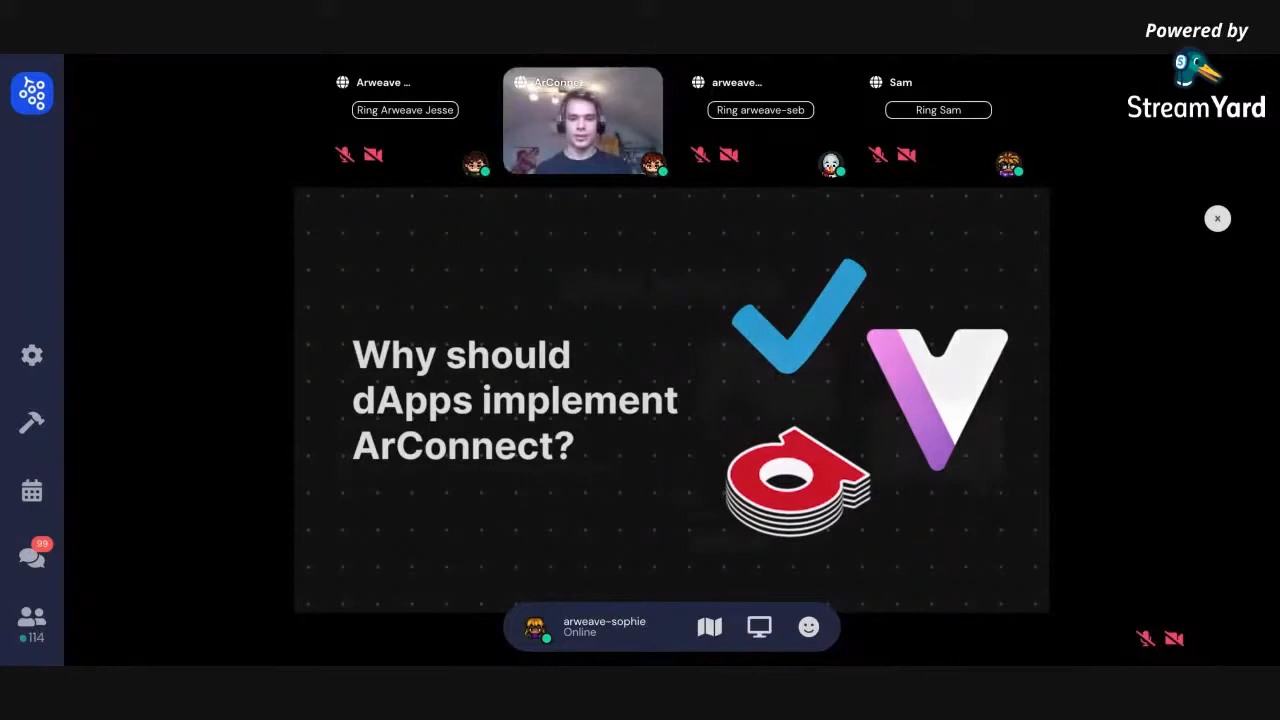 Powered by
StreamYard
Arweave ...
Ring Arweave Jesse
ArConnec
arweave...
Ring arweave-seb
Sam
Ring Sam
Why should
dApps implement
ArConnect?
99
114
arweave-sophie
Online